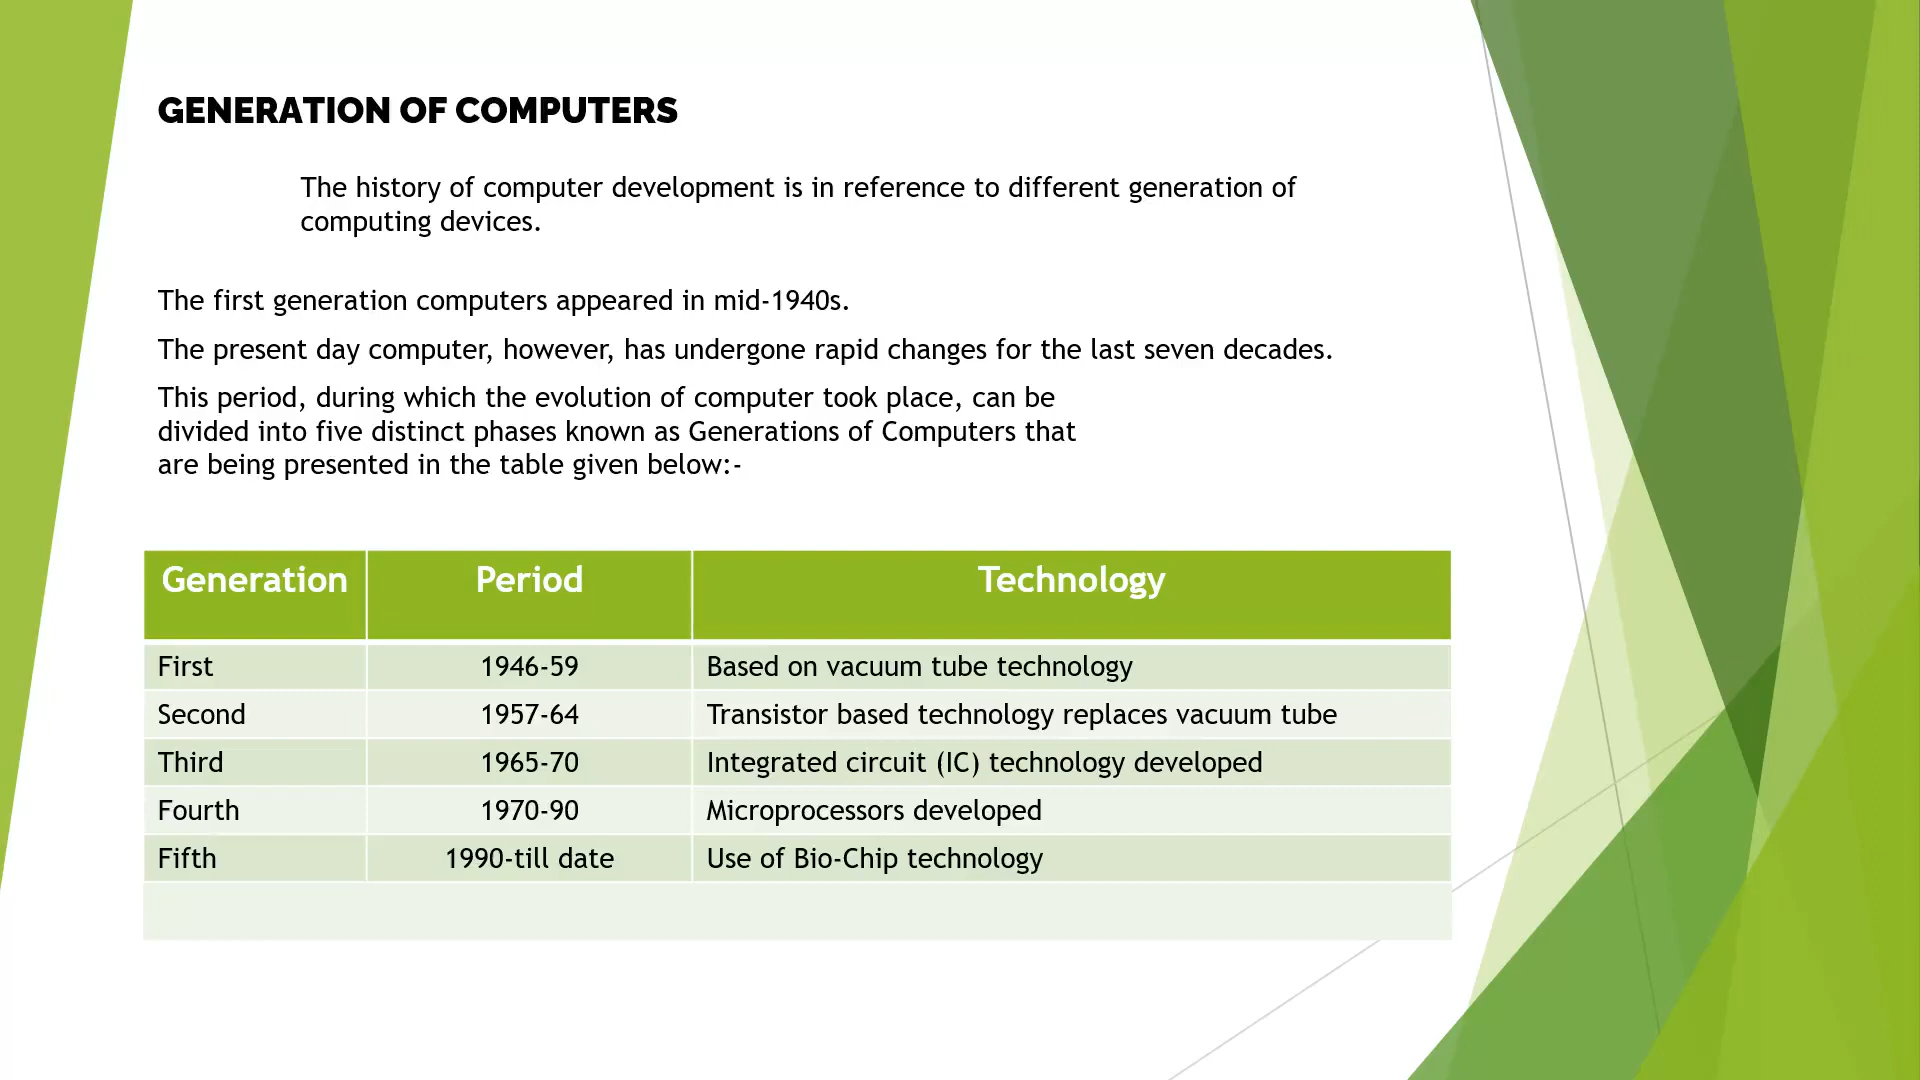 GENERATION OF COMPUTERS
The history of computer development is in reference to different generation of
computing devices.
The first generation computers appeared in mid-1940s.
The present day computer, however, has undergone rapid changes for the last seven decades.
This period, during which the evolution of computer took place, can be
divided into five distinct phases known as Generations of Computers that
are being presented in the table given below:-
Generation Period Technology
First 1946-59 Based on vacuum tube technology
Second 1957-64 Transistor based technology replaces vacuum tube
Third 1965-70 Integrated circuit (IC) technology developed
Fourth 1970-90 Microprocessors developed
Fifth 1990-till date Use of Bio-Chip technology